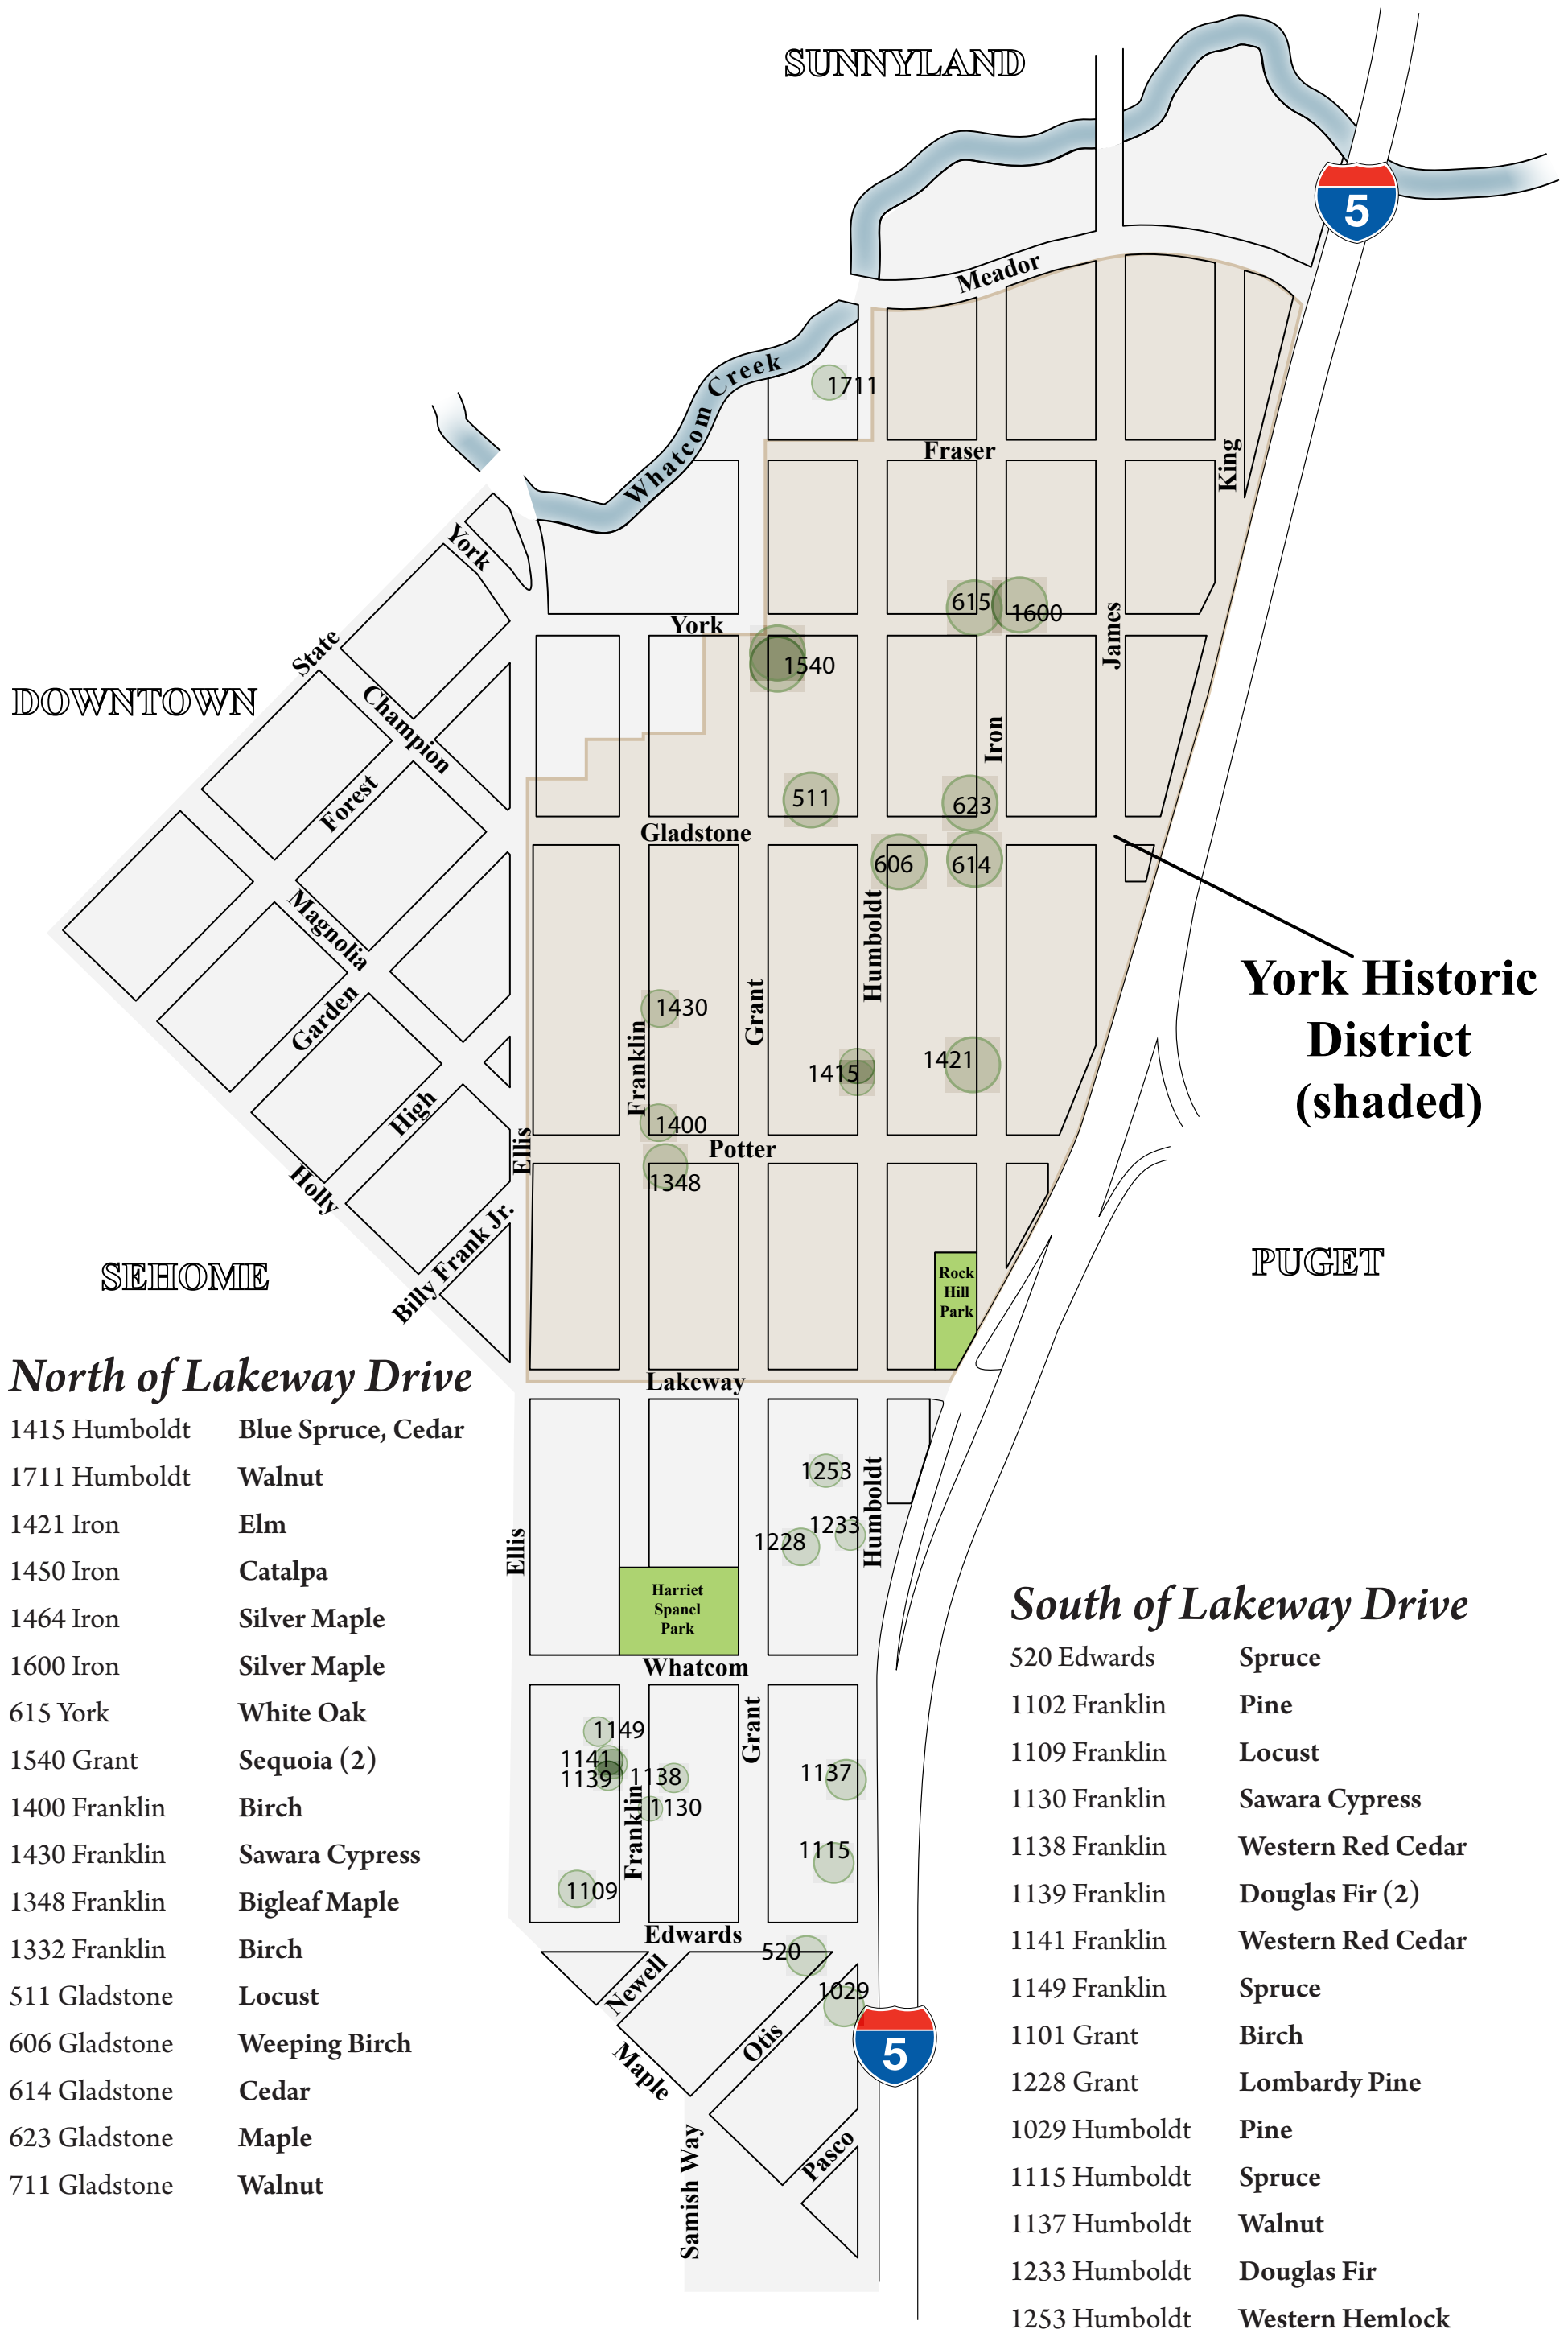 SUNNYLAND
5
Meador
Whatcom Creek
1711
Fraser
King
York
615
1600
York
State
1540
James
DOWNTOWN
Champion
Iron
Forest
511
623
Gladstone
606
614
Magnolia
Humboldt
York Historic
District
(shaded)
Garden
Grant
1430
Franklin
1415
1421
High
1400
Ellis
Potter
Holly
1348
Billy Frank Jr.
SEHOME
PUGET
Rock
Hill
Park
Lakeway
North of Lakeway Drive
1415 Humboldt Blue Spruce, Cedar
1711 Humboldt Walnut
1421 Iron Elm
1450 Iron Catalpa
1464 Iron Silver Maple
1600 Iron Silver Maple
615 York White Oak
1540 Grant Sequoia (2)
1400 Franklin Birch
1430 Franklin Sawara Cypress
1348 Franklin Bigleaf Maple
1332 Franklin Birch
511 Gladstone Locust
606 Gladstone Weeping Birch
614 Gladstone Cedar
623 Gladstone Maple
711 Gladstone Walnut
1253
1233
1228
Humboldt
Ellis
Harriet
Spanel
Park
Whatcom
Grant
1149
1141
1139
1138
1137
1130
Franklin
1115
1109
Edwards
520
Newell
1029
Otis
5
Maple
Pasco
Samish Way
South of Lakeway Drive
520 Edwards Spruce
1102 Franklin Pine
1109 Franklin Locust
1130 Franklin Sawara Cypress
1138 Franklin Western Red Cedar
1139 Franklin Douglas Fir (2)
1141 Franklin Western Red Cedar
1149 Franklin Spruce
1101 Grant Birch
1228 Grant Lombardy Pine
1029 Humboldt Pine
1115 Humboldt Spruce
1137 Humboldt Walnut
1233 Humboldt Douglas Fir
1253 Humboldt Western Hemlock